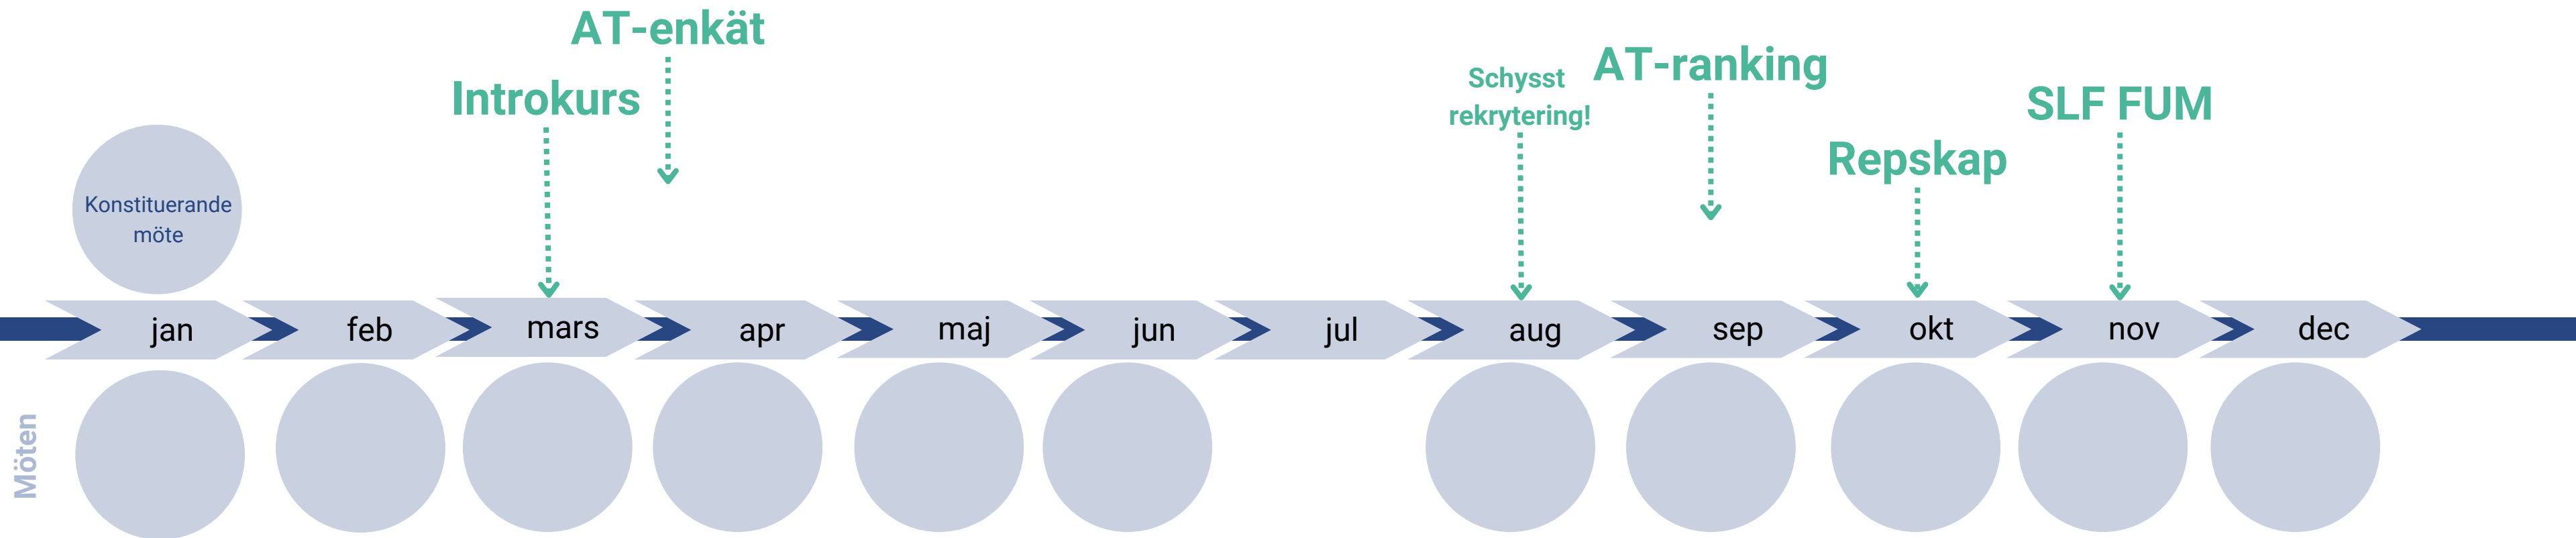 AT-enkät
Introkurs
Schysst
rekrytering!
AT-ranking
Repskap
SLF FUM
Konstituerande
möte
jan
feb
mars
apr
maj
jun
jul
aug
sep
okt
nov
dec
Möten